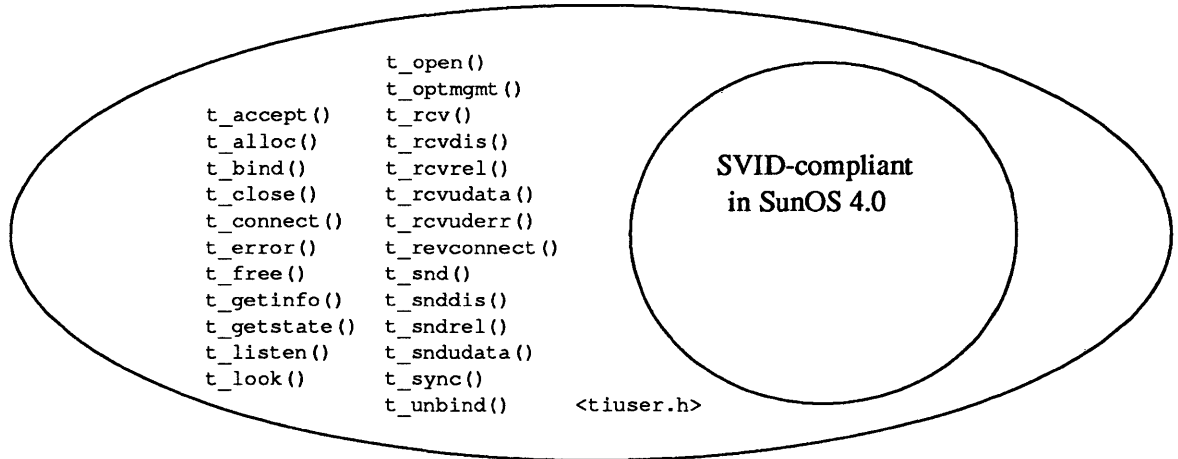 t_open()
t_optmgmt()
t_accept() t_rcv()
t_alloc() t_rcvdis()
t_bind() t_rcvrel()
t_close() t_rcvudata()
t_connect() t_rcvuderr()
t_error() t_revconnect()
t_free() t_snd()
t_getinfo() t_snddis()
t_getstate() t_sndrel()
t_listen() t_sndudata()
t_look() t_sync()
t_unbind() <tiuser.h>
SVID-compliant
in SunOS 4.0